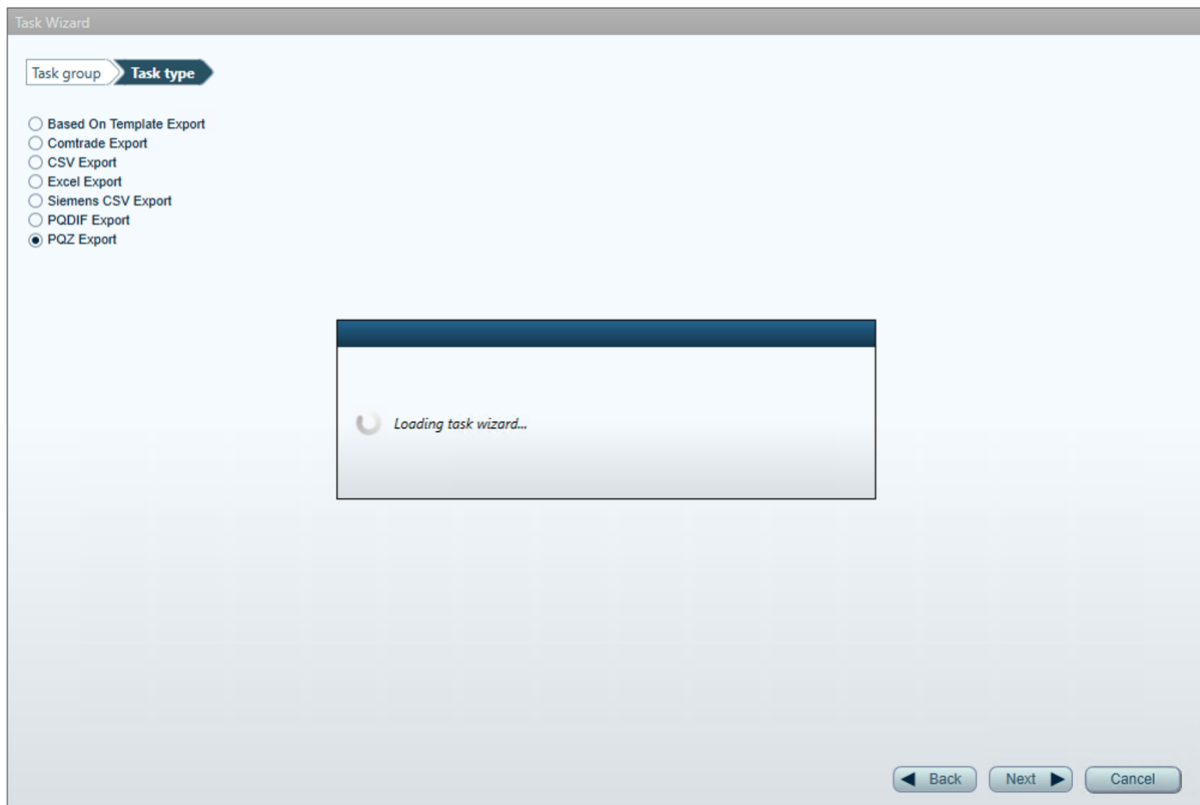 Task Wizard
Task group Task type
Based On Template Export
Comtrade Export
CSV Export
Excel Export
Siemens CSV Export
PQDIF Export
PQZ Export
Loading task wizard...
Back Next Cancel